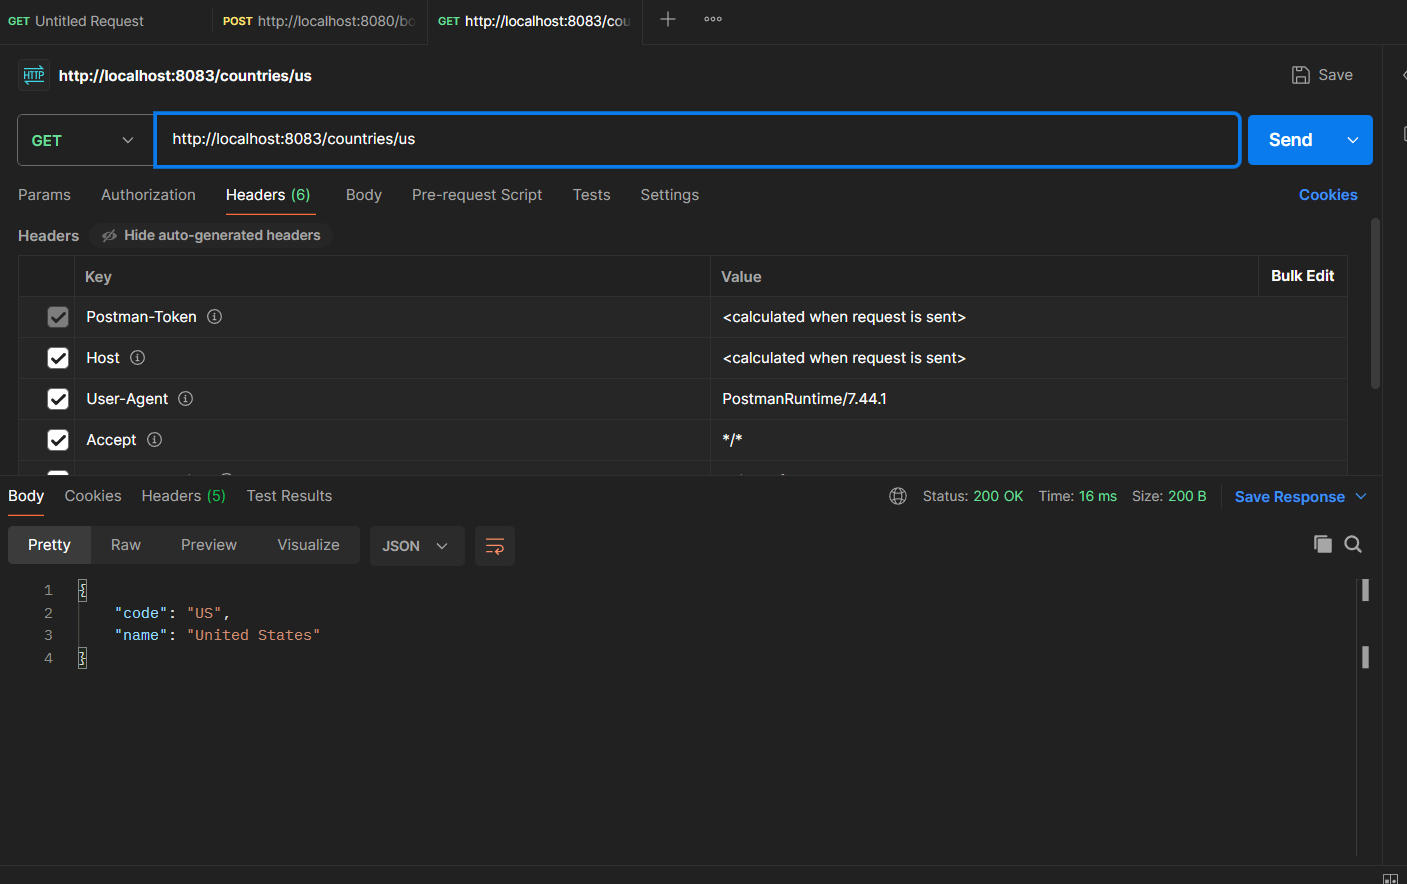 GET Untitled Request
POST http://localhost:8080/bo
GET http://localhost:8083/cou
HTTP http://localhost:8083/countries/us
Save
GET
http://localhost:8083/countries/us
Send
Params Authorization Headers (6) Body Pre-request Script Tests Settings
Cookies
Headers Hide auto-generated headers
Key Value Bulk Edit
Postman-Token <calculated when request is sent>
Host <calculated when request is sent>
User-Agent PostmanRuntime/7.44.1
Accept */*
Body Cookies Headers (5) Test Results
Status: 200 OK Time: 16 ms Size: 200 B Save Response
Pretty Raw Preview Visualize JSON
1 {
2 "code": "US",
3 "name": "United States"
4 }